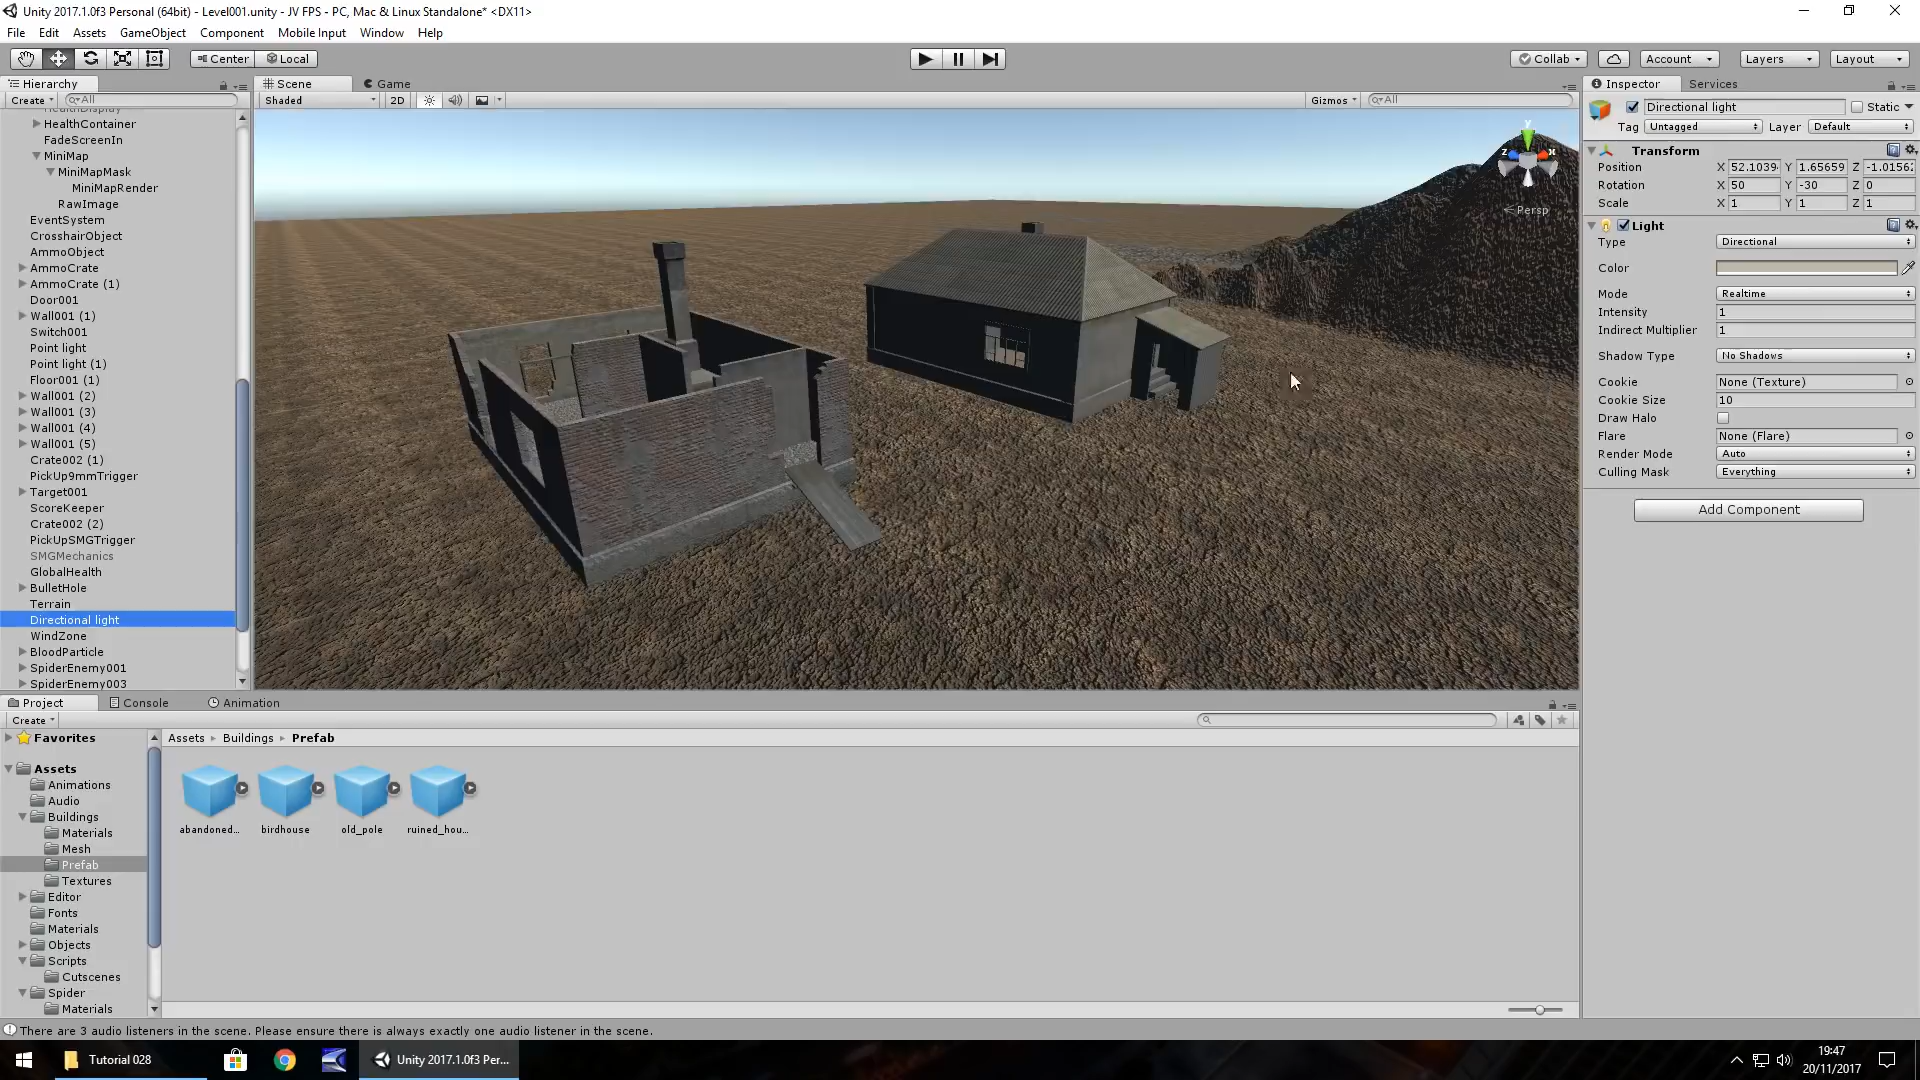 Unity 2017.1.0f3 Personal (64bit) - Level001.unity - JV FPS - PC, Mac & Linux Standalone* <DX11>
File Edit Assets GameObject Component Mobile Input Window Help
Center Local Collab Account Layers Layout
Hierarchy Scene Game Inspector Services
Create All Shaded 2D Gizmos All
HealthDisplay
HealthContainer
FadeScreenIn
MiniMap
MiniMapMask
MiniMapRender
RawImage
EventSystem
CrosshairObject
AmmoObject
AmmoCrate
AmmoCrate (1)
Door001
Wall001 (1)
Switch001
Point light
Point light (1)
Floor001 (1)
Wall001 (2)
Wall001 (3)
Wall001 (4)
Wall001 (5)
Crate002 (1)
PickUp9mmTrigger
Target001
ScoreKeeper
Crate002 (2)
PickUpSMGTrigger
SMGMechanics
GlobalHealth
BulletHole
Terrain
Directional light
WindZone
BloodParticle
SpiderEnemy001
SpiderEnemy003
y
z x
Persp
Directional light Static
Tag Untagged Layer Default
Transform
Position X 52.1039 Y 1.65659 Z -1.0156
Rotation X 50 Y -30 Z 0
Scale X 1 Y 1 Z 1
Light
Type Directional
Color
Mode Realtime
Intensity 1
Indirect Multiplier 1
Shadow Type No Shadows
Cookie None (Texture)
Cookie Size 10
Draw Halo
Flare None (Flare)
Render Mode Auto
Culling Mask Everything
Add Component
Project Console Animation
Create
Favorites
Assets
Animations
Audio
Buildings
Materials
Mesh
Prefab
Textures
Editor
Fonts
Materials
Objects
Scripts
Cutscenes
Spider
Materials
Assets Buildings Prefab
abandoned... birdhouse old_pole ruined_hou...
There are 3 audio listeners in the scene. Please ensure there is always exactly one audio listener in the scene.
Tutorial 028 Unity 2017.1.0f3 Per...
19:47
20/11/2017